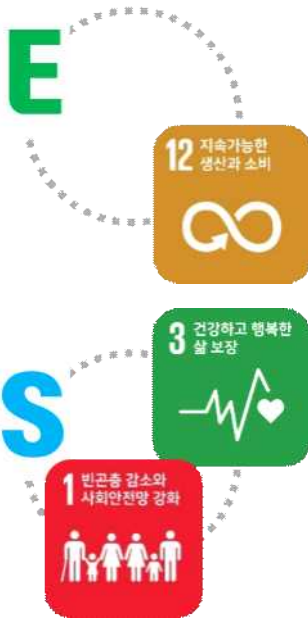 E
12 지속가능한
생산과 소비
3 건강하고 행복한
삶 보장
S
1 빈곤층 감소와
사회안전망 강화